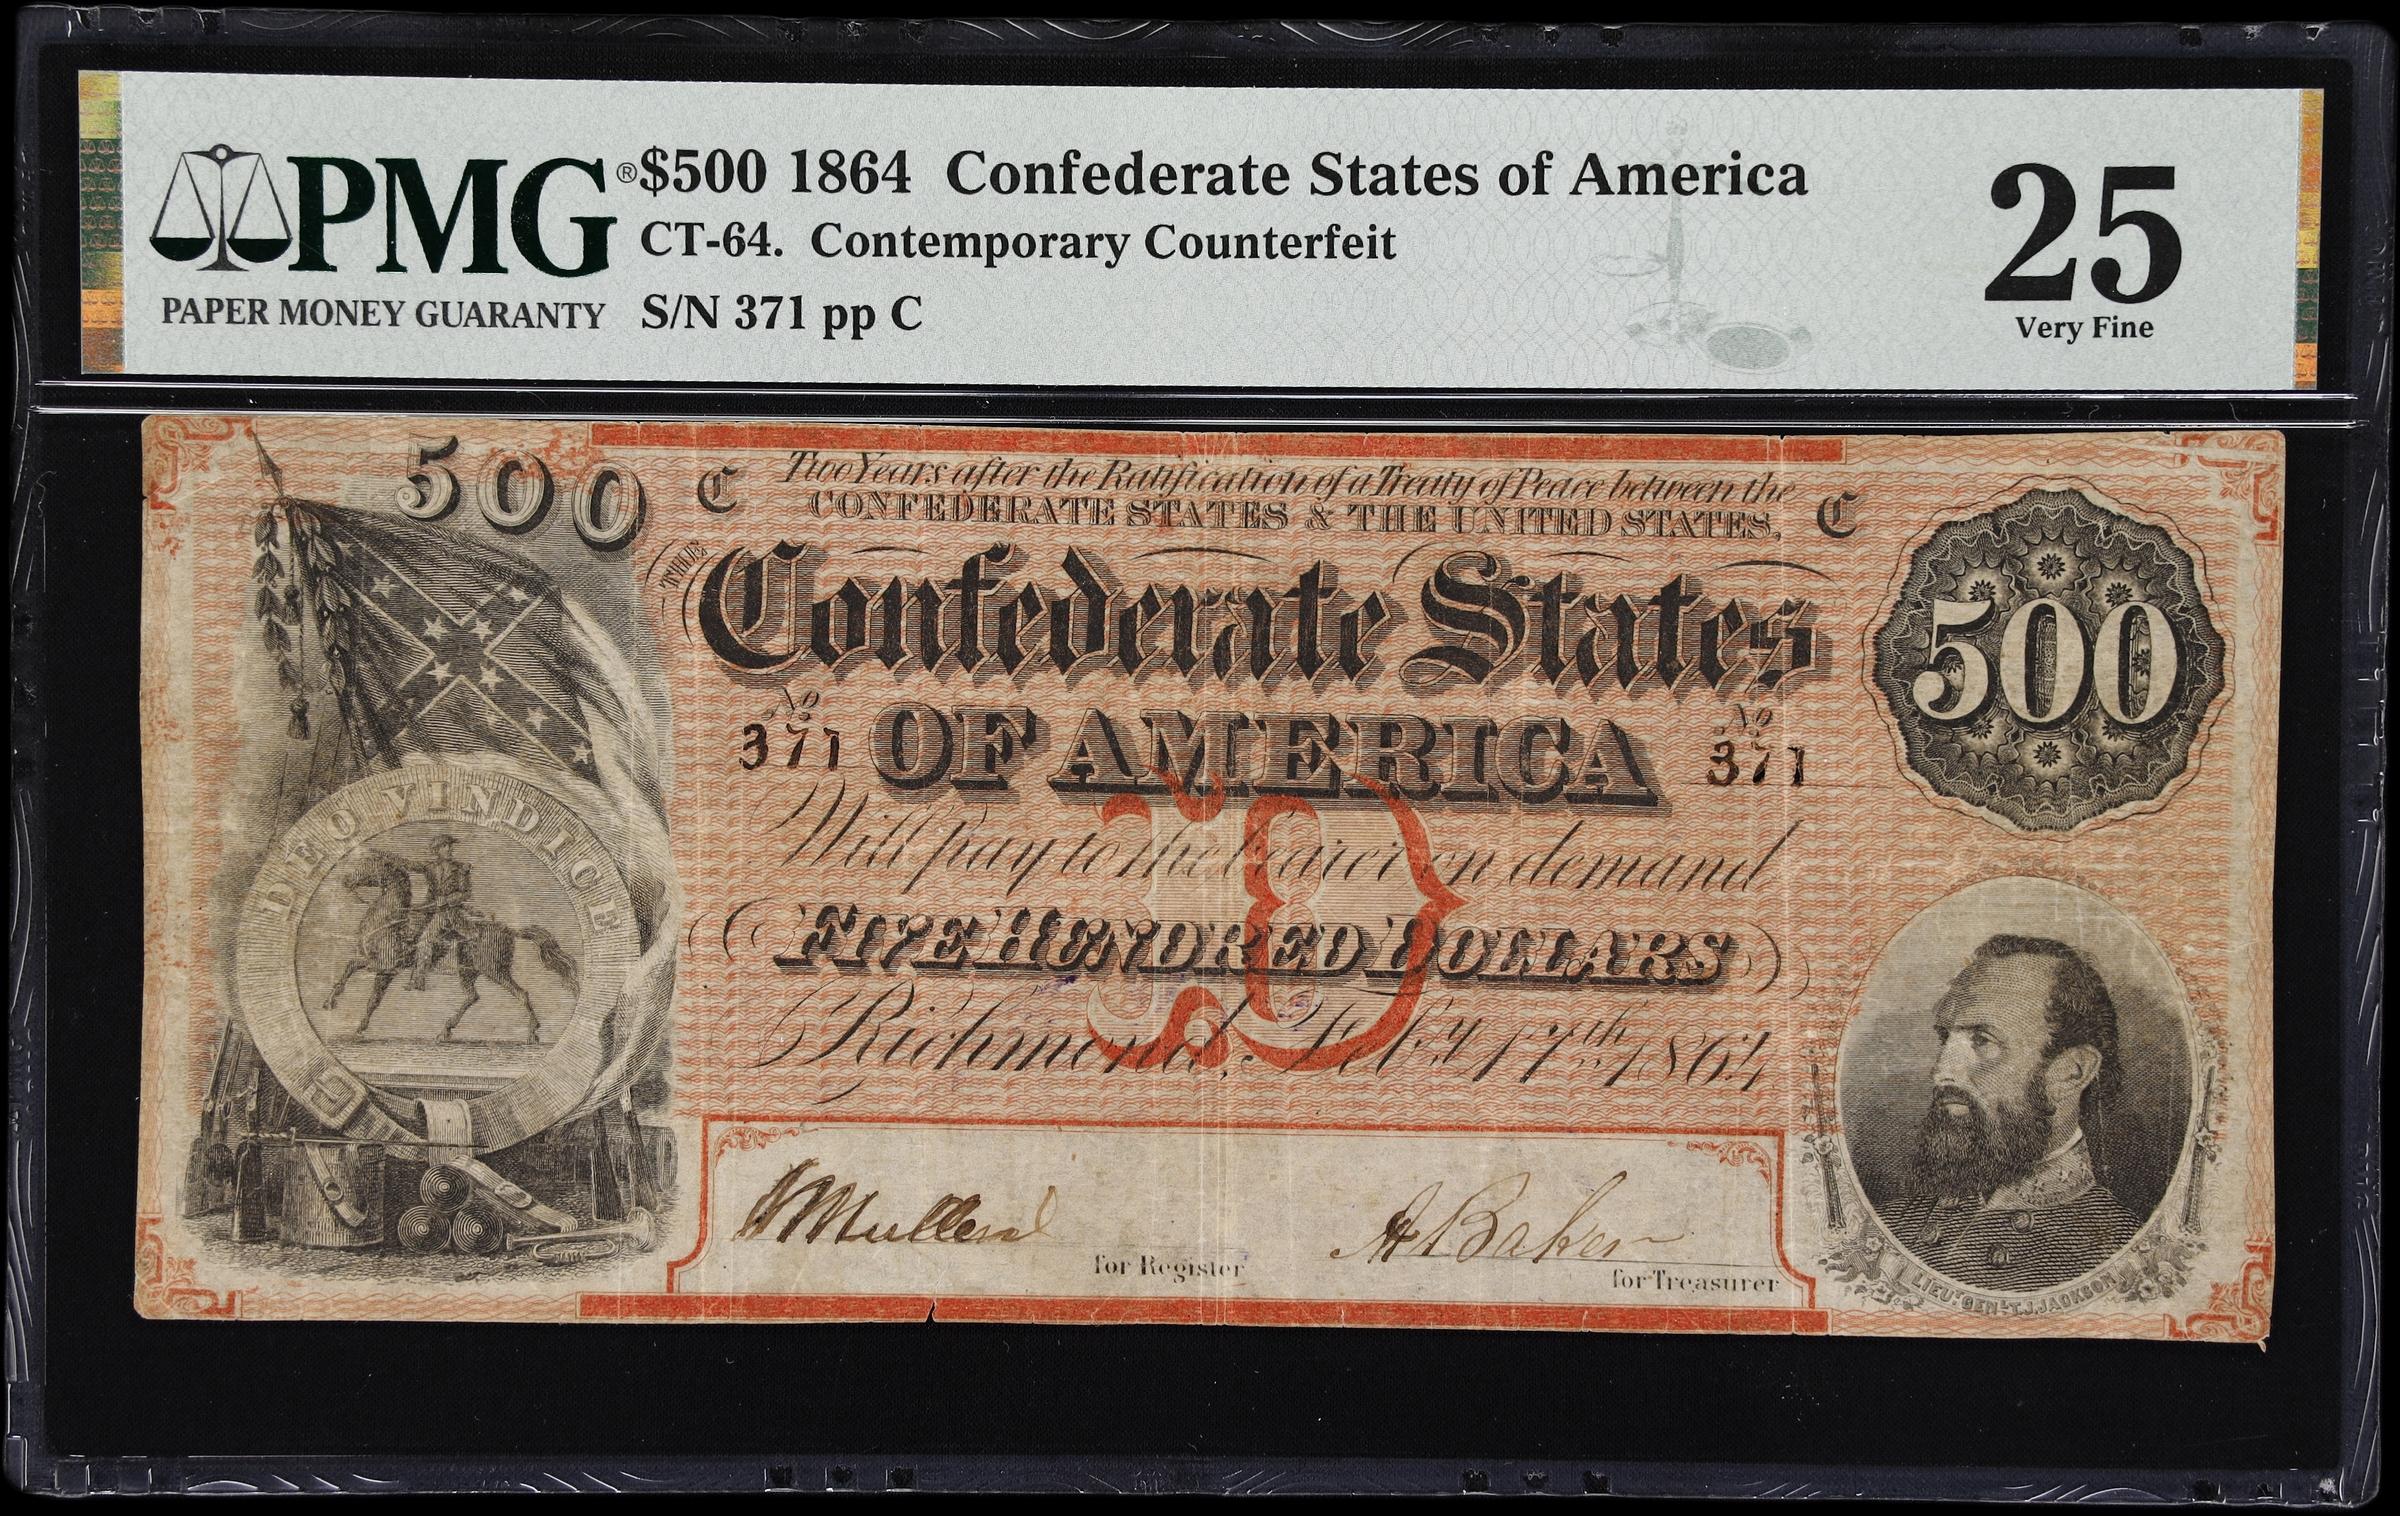 PMG® $500 1864 Confederate States of America
CT-64. Contemporary Counterfeit
PAPER MONEY GUARANTY S/N 371 pp C
25
Very Fine
500 C Two Years after the Ratification of a Treaty of Peace between the C
CONFEDERATE STATES & THE UNITED STATES,
500
THE
Confederate States
No 371 OF AMERICA No 371
Will pay to the bearer on demand
FIVE HUNDRED DOLLARS
Richmond, Feby 17th 1864
DEO VINDICE
for Register
A Baker
for Treasurer
LIEUT. GENL T.J. JACKSON